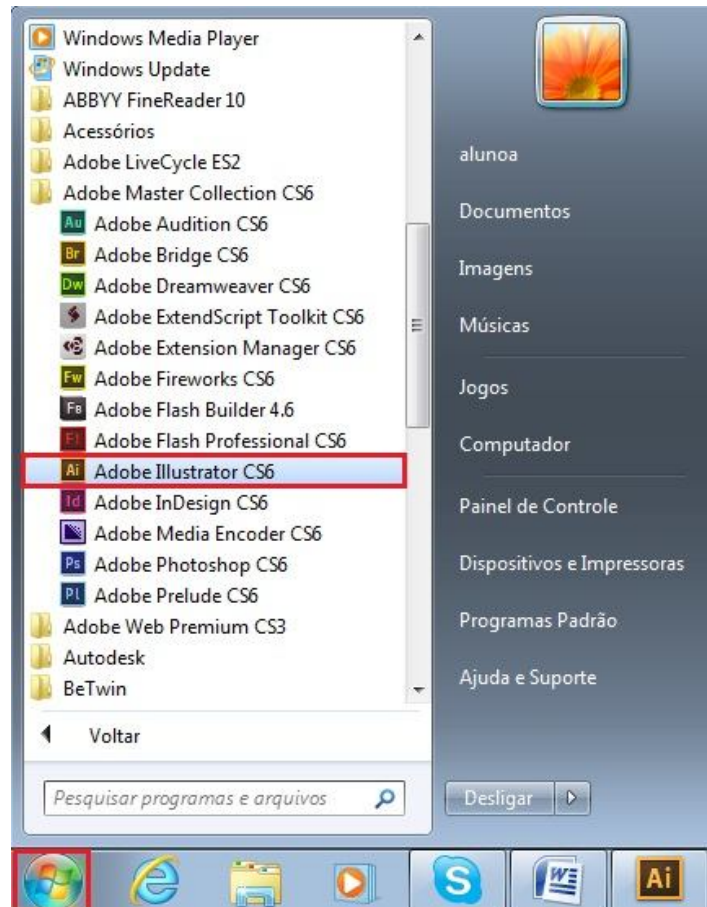 Windows Media Player
Windows Update
ABBYY FineReader 10
Acessórios
Adobe LiveCycle ES2
Adobe Master Collection CS6
Au Adobe Audition CS6
Br Adobe Bridge CS6
Dw Adobe Dreamweaver CS6
Adobe ExtendScript Toolkit CS6
Adobe Extension Manager CS6
Fw Adobe Fireworks CS6
FB Adobe Flash Builder 4.6
Fl Adobe Flash Professional CS6
Ai Adobe Illustrator CS6
Id Adobe InDesign CS6
Adobe Media Encoder CS6
Ps Adobe Photoshop CS6
Pl Adobe Prelude CS6
Adobe Web Premium CS3
Autodesk
BeTwin
Voltar
Pesquisar programas e arquivos
alunoa
Documentos
Imagens
Músicas
Jogos
Computador
Painel de Controle
Dispositivos e Impressoras
Programas Padrão
Ajuda e Suporte
Desligar
S
W
Ai